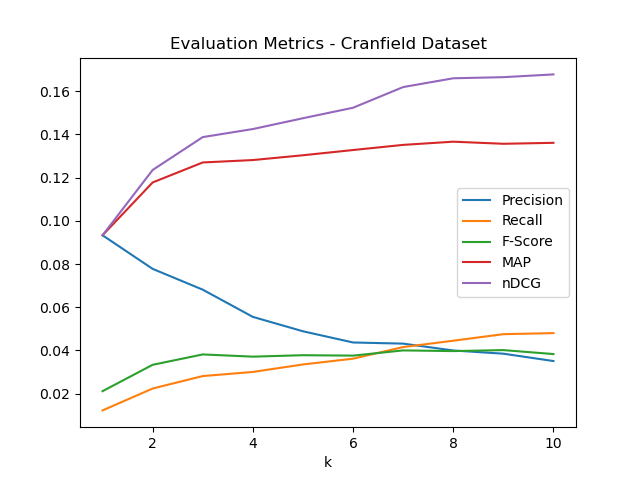 Evaluation Metrics - Cranfield Dataset
0.16
0.14
0.12
0.10
0.08
0.06
0.04
0.02
Precision
Recall
F-Score
MAP
nDCG
2 4 6 8 10
k